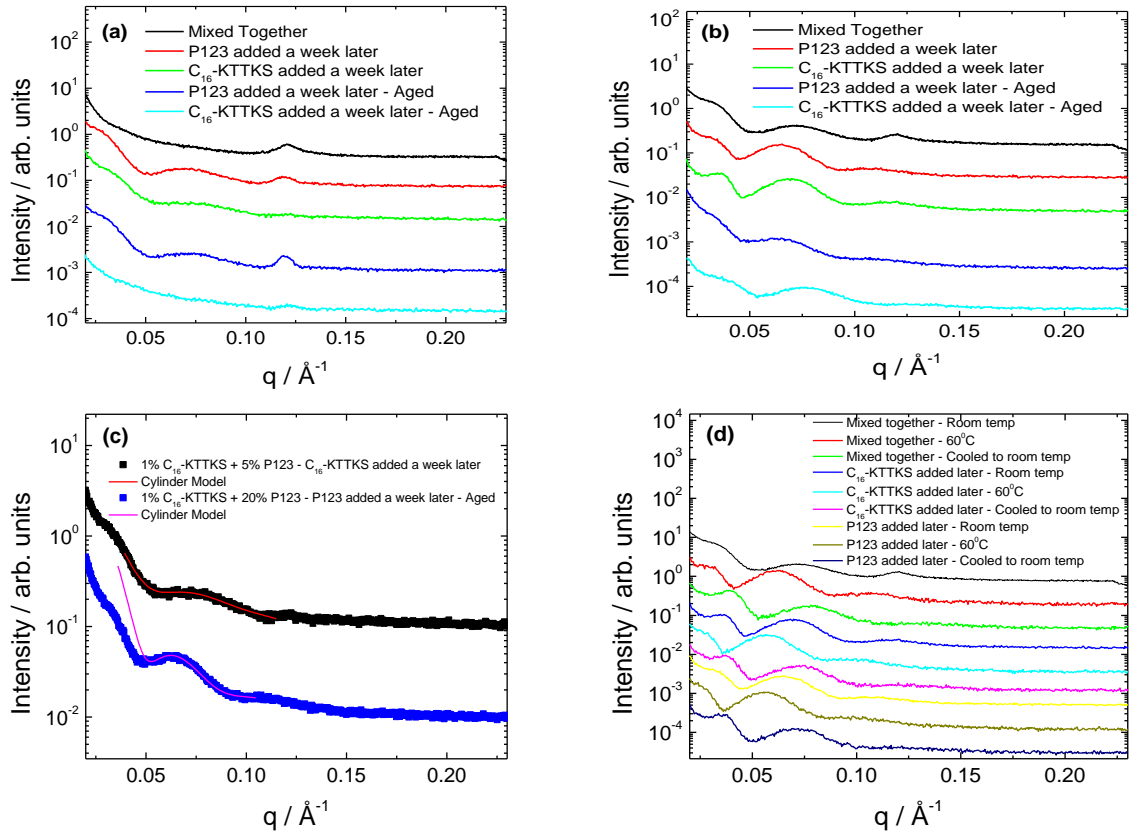 (a)
Mixed Together
P123 added a week later
C16-KTTKS added a week later
P123 added a week later - Aged
C16-KTTKS added a week later - Aged
Intensity / arb. units
10^2
10^1
10^0
10^-1
10^-2
10^-3
10^-4
0.05 0.10 0.15 0.20
q / Å^-1
(b)
Mixed Together
P123 added a week later
C16-KTTKS added a week later
P123 added a week later - Aged
C16-KTTKS added a week later - Aged
Intensity / arb. units
10^2
10^1
10^0
10^-1
10^-2
10^-3
10^-4
0.05 0.10 0.15 0.20
q / Å^-1
(c)
1% C16-KTTKS + 5% P123 - C16-KTTKS added a week later
Cylinder Model
1% C16-KTTKS + 20% P123 - P123 added a week later - Aged
Cylinder Model
Intensity / arb. units
10^1
10^0
10^-1
10^-2
0.05 0.10 0.15 0.20
q / Å^-1
(d)
Mixed together - Room temp
Mixed together - 60^0C
Mixed together - Cooled to room temp
C16-KTTKS added later - Room temp
C16-KTTKS added later - 60^0C
C16-KTTKS added later - Cooled to room temp
P123 added later - Room temp
P123 added later - 60^0C
P123 added later - Cooled to room temp
Intensity / arb. units
10^4
10^3
10^2
10^1
10^0
10^-1
10^-2
10^-3
10^-4
0.05 0.10 0.15 0.20
q / Å^-1